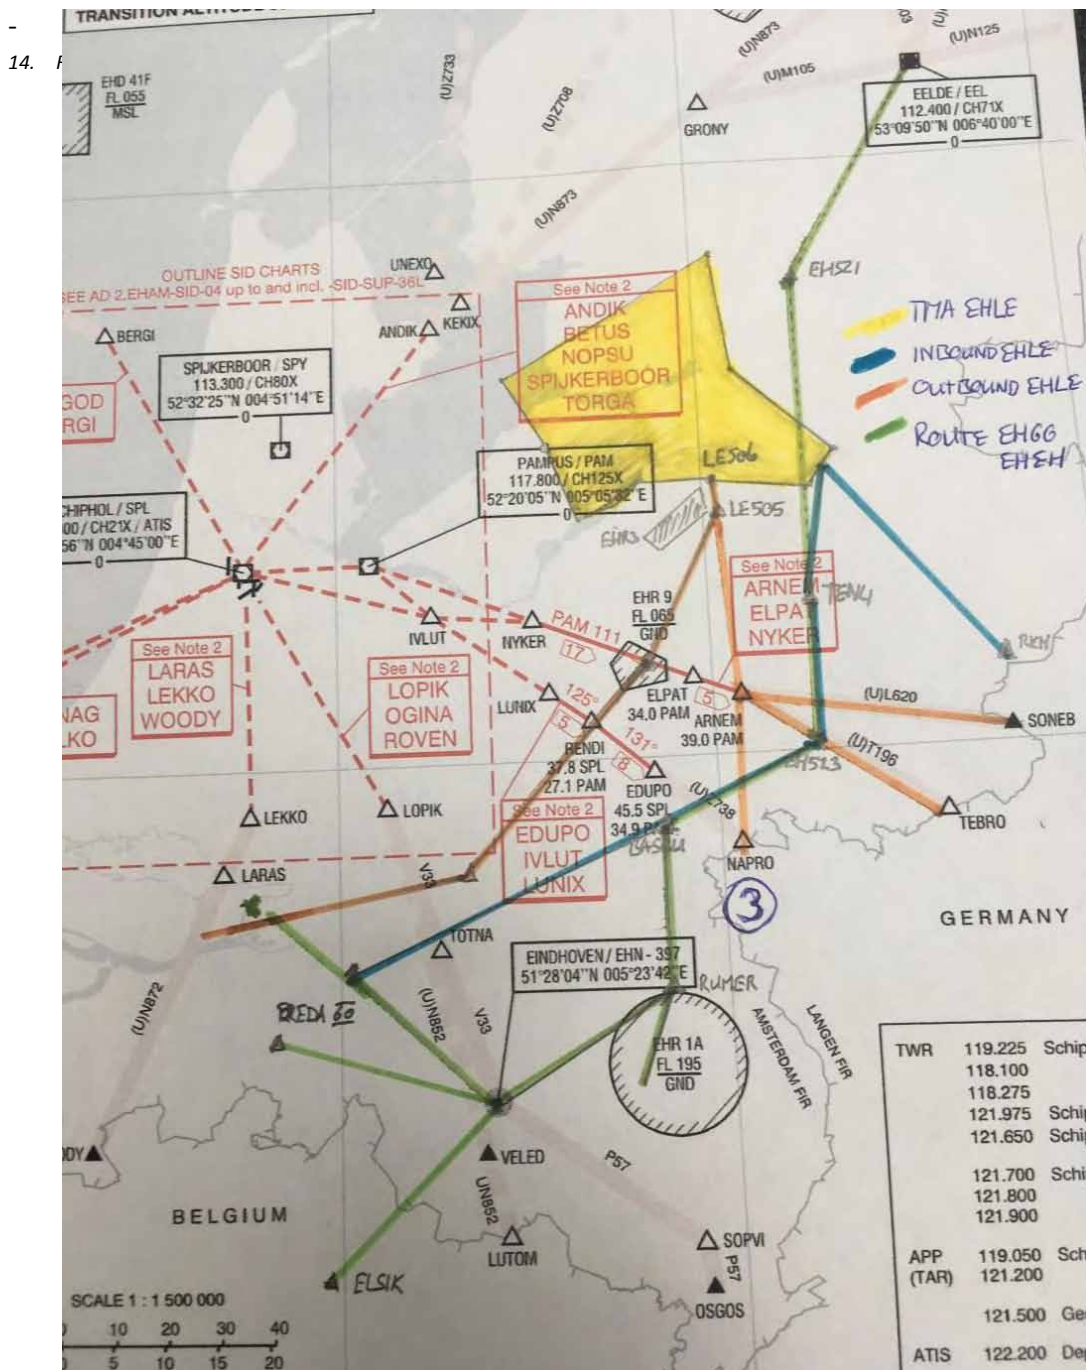 -
14.
TRANSITION ALTITUDE
EHD 41F
FL 055
MSL
(U)Z733
(U)Z708
(U)N873
(U)N873
(U)M105
(U)N125
GRONY
EELDE / EEL
112.400 / CH71X
53°09'50"N 006°40'00"E
0
OUTLINE SID CHARTS
SEE AD 2.EHAM-SID-04 up to and incl. -SID-SUP-36L
UNEXO
KEKIX
ANDIK
BERGI
See Note 2
ANDIK
BETUS
NOPSU
SPIJKERBOOR
TORGA
EH521
TMA EHLE
INBOUND EHLE
OUTBOUND EHLE
ROUTE EHGG
EHEH
SPIJKERBOOR / SPY
113.300 / CH80X
52°32'25"N 004°51'14"E
0
GOD
RGI
PAMPUS / PAM
117.800 / CH125X
52°20'05"N 005°05'32"E
0
LE506
LE505
EHR3
CHIPHOL / SPL
00 / CH21X / ATIS
56"N 004°45'00"E
0
See Note 2
ARNEM
ELPAT
NYKER
EHR 9
FL 065
GND
IVLUT
NYKER
PAM 111
17
RKN
See Note 2
LARAS
LEKKO
WOODY
See Note 2
LOPIK
OGINA
ROVEN
NAG
LKO
LUNIX
125°
5
ELPAT
34.0 PAM
5
ARNEM
39.0 PAM
(U)L620
SONEB
RENDI
37.8 SPL
27.1 PAM
131°
8
EDUPO
45.5 SPL
EH523
(U)T196
(U)Z738
TEBRO
LEKKO
LOPIK
See Note 2
EDUPO
IVLUT
LUNIX
NAPRO
3
LARAS
V33
GERMANY
TOTNA
EINDHOVEN / EHN - 397
51°28'04"N 005°23'42"E
RUMER
(U)N872
BREDA
(U)N852
V33
EHR 1A
FL 195
GND
AMSTERDAM FIR
LANGEN FIR
ODY
VELED
P57
BELGIUM
UN852
LUTOM
SOPVI
P57
OSGOS
ELSIK
SCALE 1 : 1 500 000
10 20 30 40
5 10 15 20
TWR 119.225 Schip
118.100
118.275
121.975 Schip
121.650 Schip
121.700 Schi
121.800
121.900
APP 119.050 Sch
(TAR) 121.200
121.500 Ge
ATIS 122.200 Dep